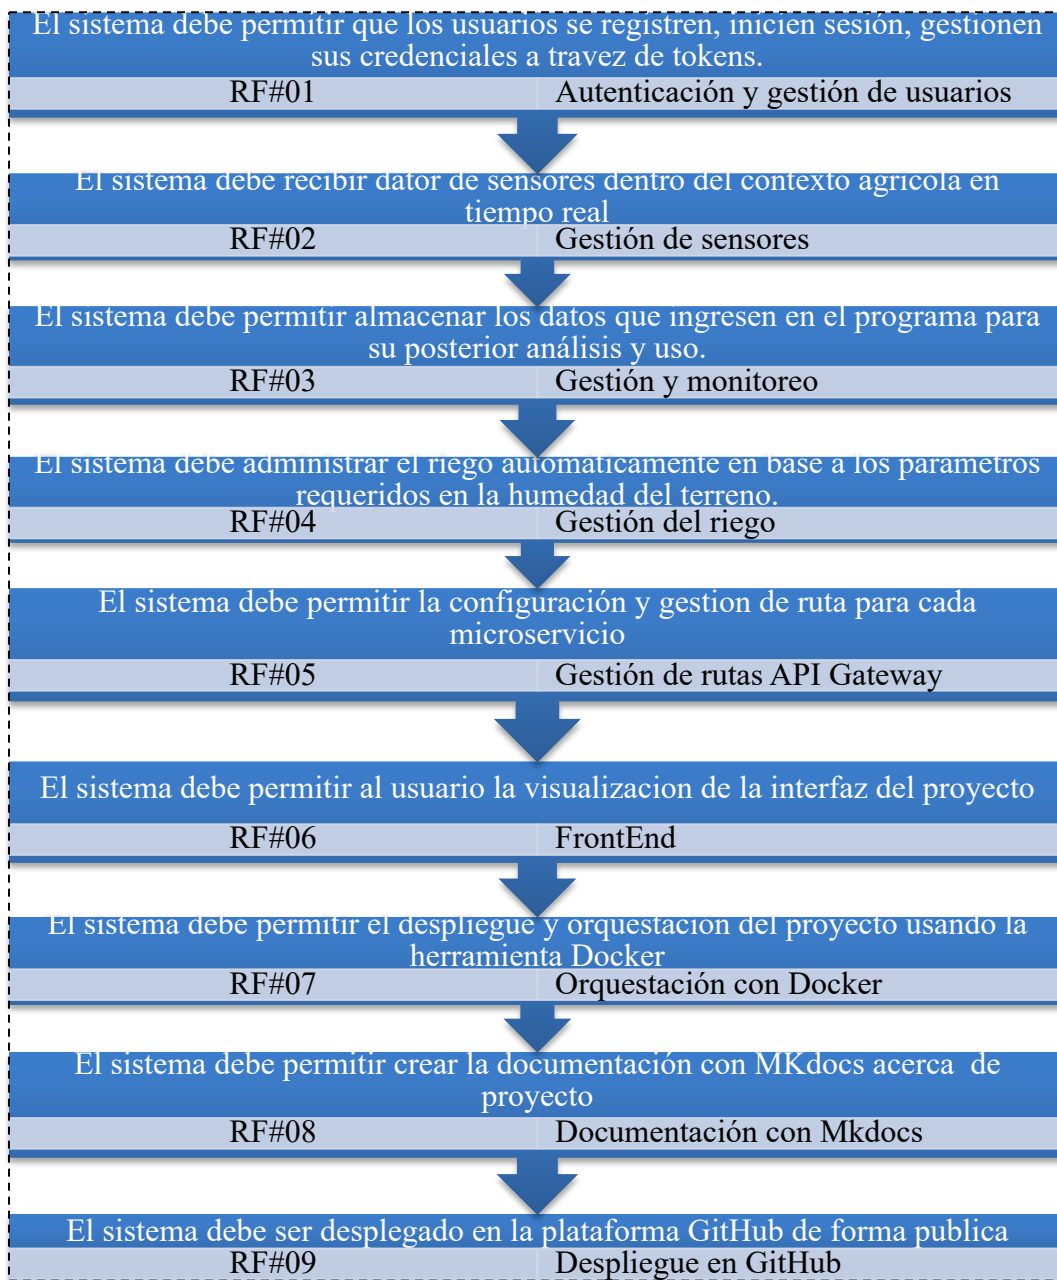 El sistema debe permitir que los usuarios se registren, inicien sesión, gestionen
sus credenciales a travez de tokens.
RF#01 Autenticación y gestión de usuarios
El sistema debe recibir dator de sensores dentro del contexto agrícola en
tiempo real
RF#02 Gestión de sensores
El sistema debe permitir almacenar los datos que ingresen en el programa para
su posterior análisis y uso.
RF#03 Gestión y monitoreo
El sistema debe administrar el riego automáticamente en base a los parámetros
requeridos en la humedad del terreno.
RF#04 Gestión del riego
El sistema debe permitir la configuración y gestion de ruta para cada
microservicio
RF#05 Gestión de rutas API Gateway
El sistema debe permitir al usuario la visualizacion de la interfaz del proyecto
RF#06 FrontEnd
El sistema debe permitir el despliegue y orquestación del proyecto usando la
herramienta Docker
RF#07 Orquestación con Docker
El sistema debe permitir crear la documentación con MKdocs acerca de
proyecto
RF#08 Documentación con Mkdocs
El sistema debe ser desplegado en la plataforma GitHub de forma publica
RF#09 Despliegue en GitHub